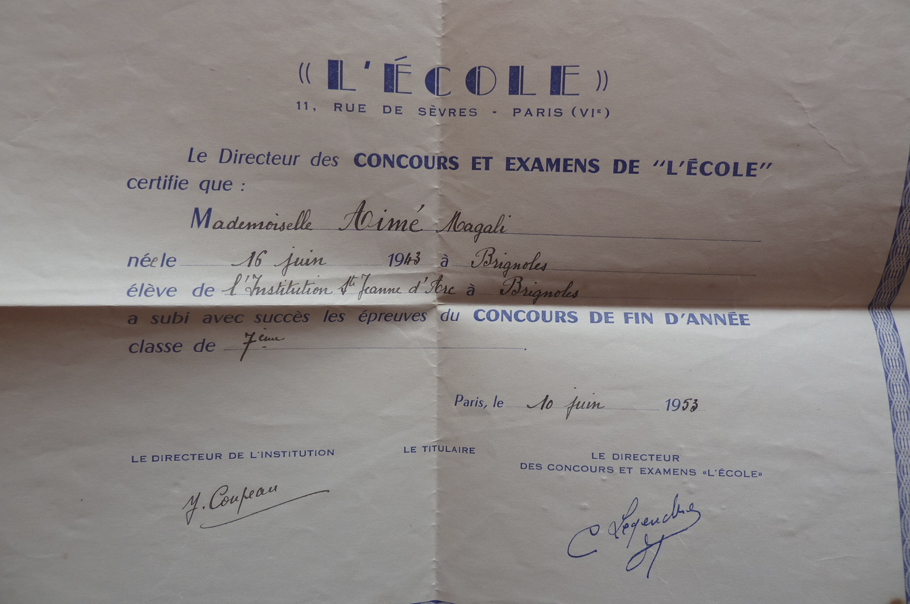 « L'ÉCOLE »
11, RUE DE SÈVRES - PARIS (VIe)
Le Directeur des CONCOURS ET EXAMENS DE "L'ÉCOLE"
certifie que :
Mademoiselle Aimé Magali
née le 16 juin 1943 à Brignoles
élève de l'Institution Ste Jeanne d'Arc à Brignoles
a subi avec succès les épreuves du CONCOURS DE FIN D'ANNÉE
classe de 7ème
Paris, le 10 juin 1953
LE DIRECTEUR DE L'INSTITUTION LE TITULAIRE LE DIRECTEUR
DES CONCOURS ET EXAMENS «L'ÉCOLE»
Y. Coupeau
C Legendre